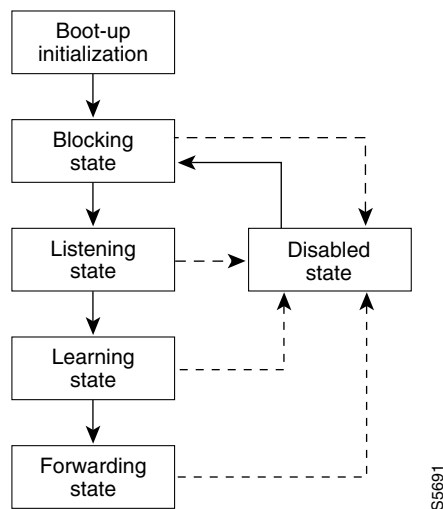 Boot-up
initialization
Blocking
state
Listening
state
Disabled
state
Learning
state
Forwarding
state
S5691